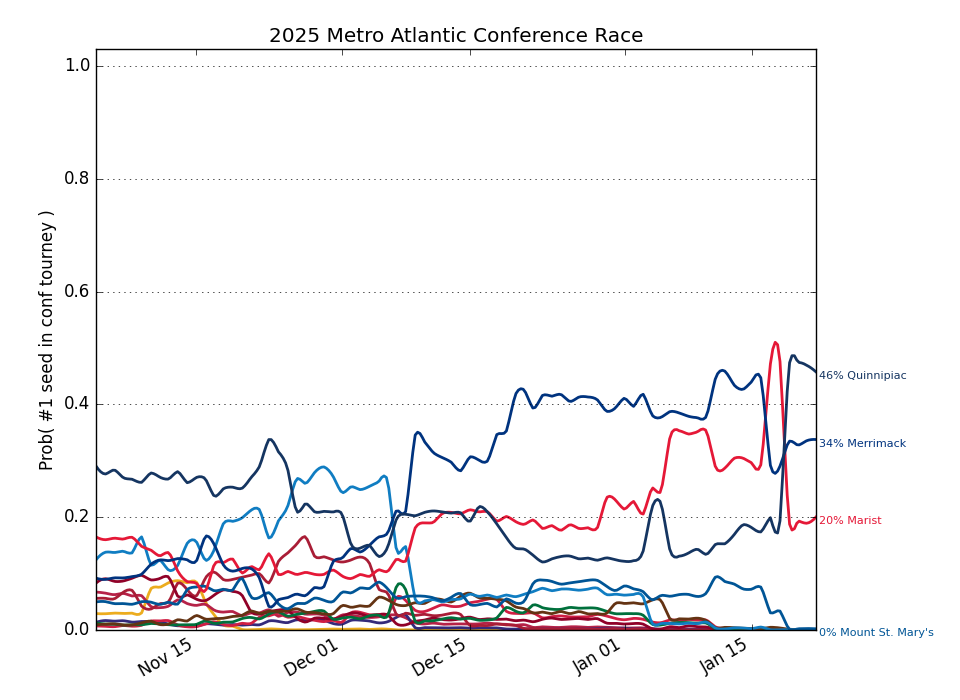 2025 Metro Atlantic Conference Race
Prob( #1 seed in conf tourney )
1.0
0.8
0.6
0.4
0.2
0.0
46% Quinnipiac
34% Merrimack
20% Marist
0% Mount St. Mary's
Nov 15
Dec 01
Dec 15
Jan 01
Jan 15